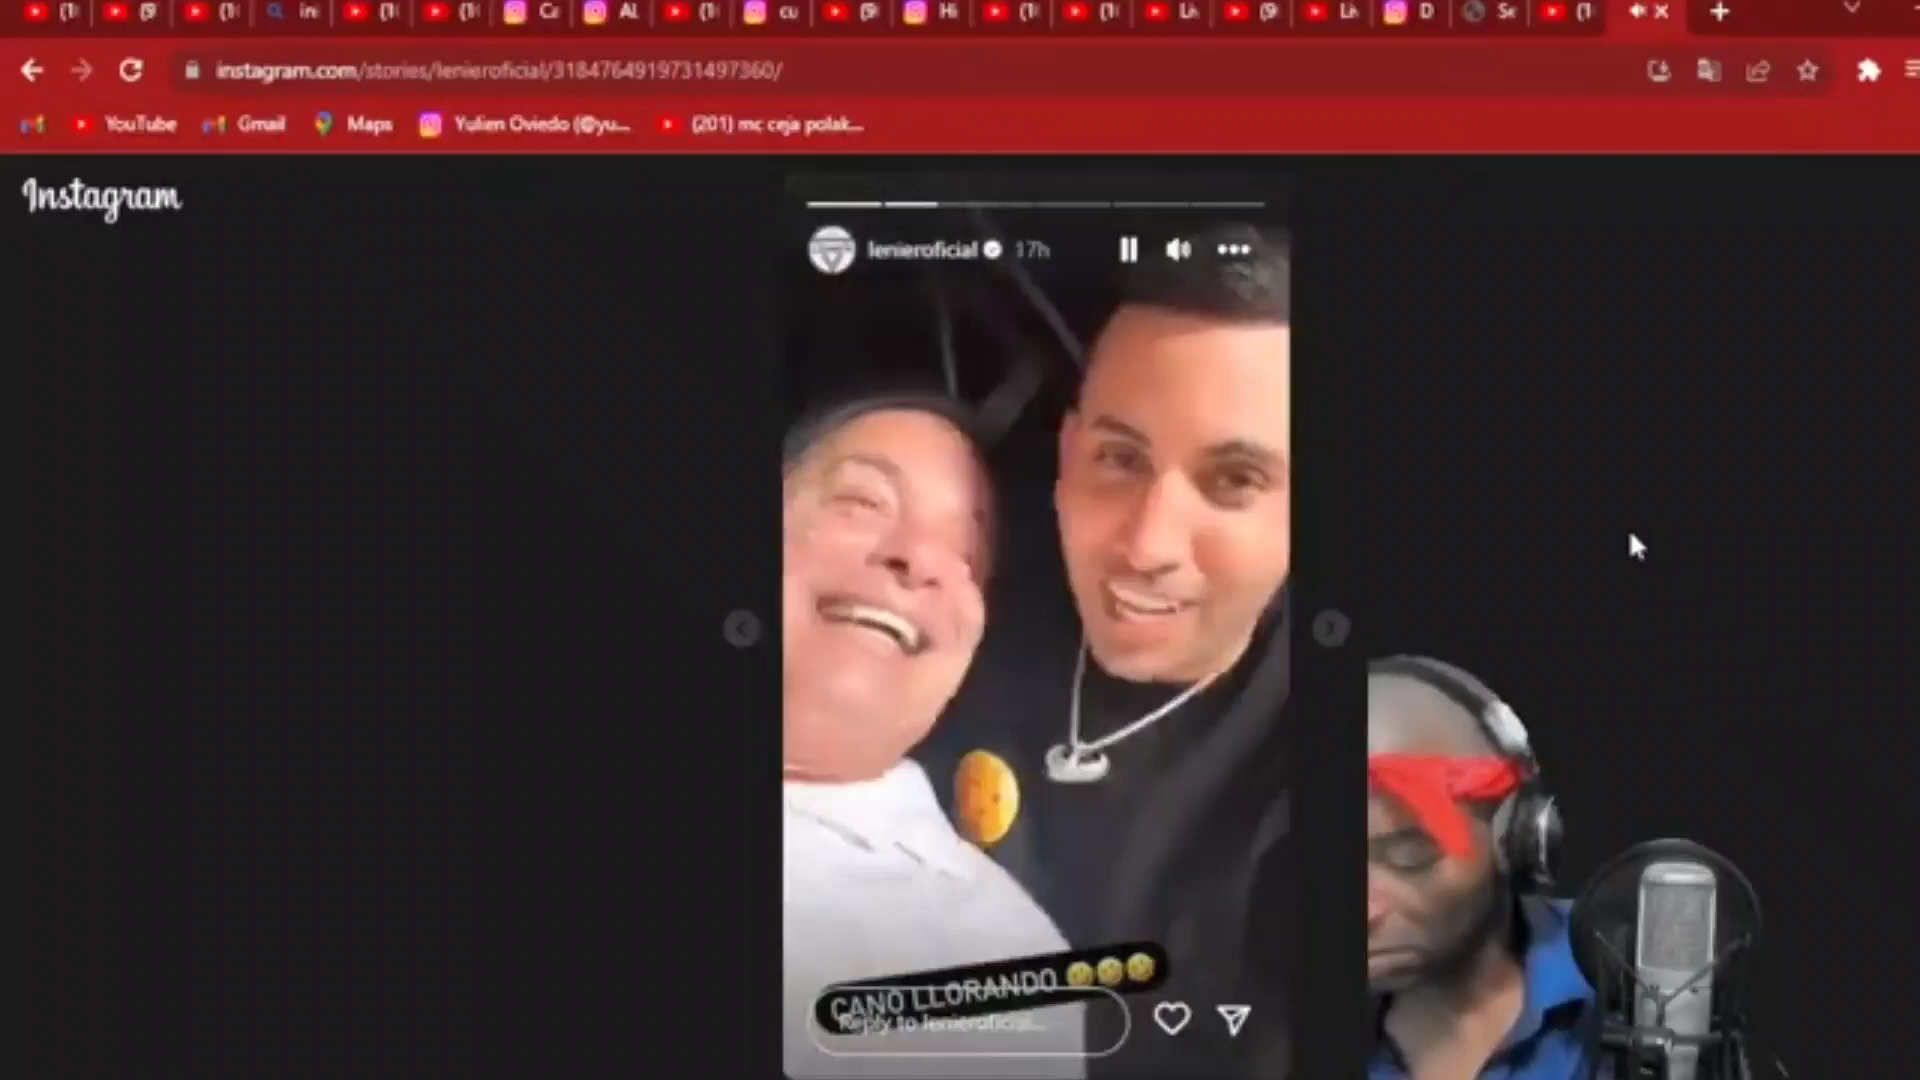 instagram.com/stories/lenieroficial/3184764919731497360/
YouTube
Gmail
Maps
Yulien Oviedo (@yu...
(201) mc ceja polak...
Instagram
lenieroficial
17h
CANO LLORANDO
Reply to lenieroficial...